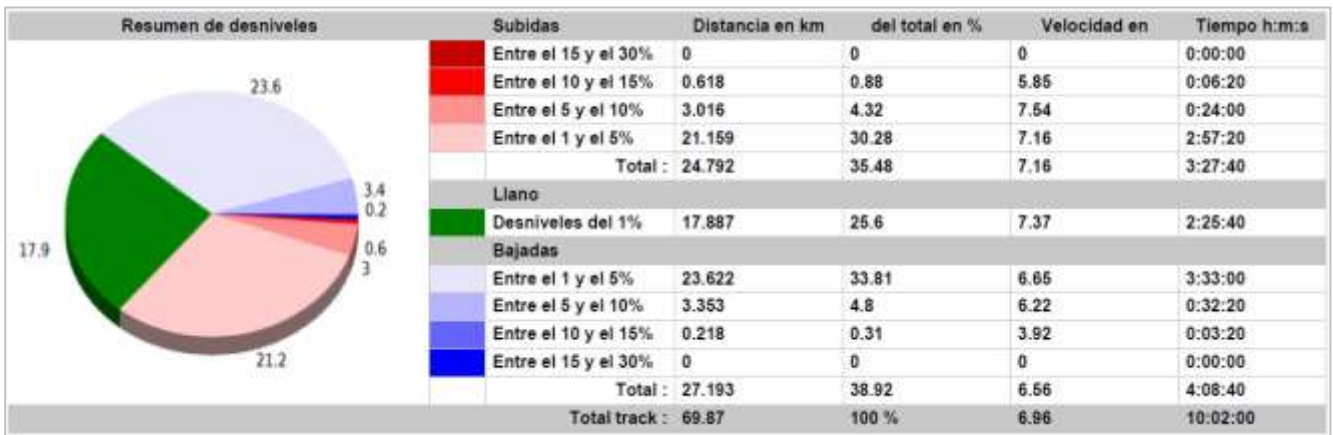 Resumen de desniveles Subidas Distancia en km del total en % Velocidad en Tiempo h:m:s
Entre el 15 y el 30% 0 0 0 0:00:00
Entre el 10 y el 15% 0.618 0.88 5.85 0:06:20
Entre el 5 y el 10% 3.016 4.32 7.54 0:24:00
Entre el 1 y el 5% 21.159 30.28 7.16 2:57:20
Total : 24.792 35.48 7.16 3:27:40
Llano
Desniveles del 1% 17.887 25.6 7.37 2:25:40
Bajadas
Entre el 1 y el 5% 23.622 33.81 6.65 3:33:00
Entre el 5 y el 10% 3.353 4.8 6.22 0:32:20
Entre el 10 y el 15% 0.218 0.31 3.92 0:03:20
Entre el 15 y el 30% 0 0 0 0:00:00
Total : 27.193 38.92 6.56 4:08:40
Total track : 69.87 100 % 6.96 10:02:00
23.6
3.4
0.2
0.6
3
17.9
21.2